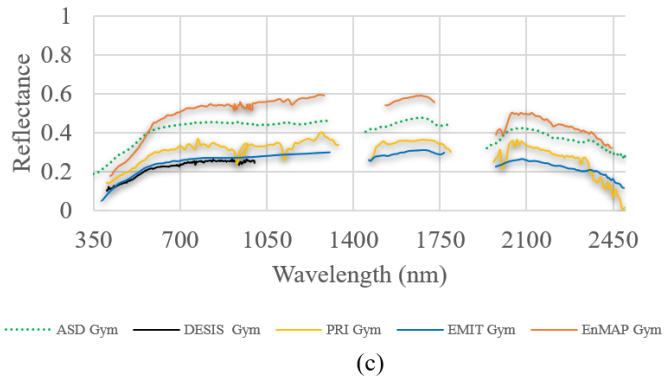 1
0.8
0.6
0.4
0.2
0
Reflectance
350 700 1050 1400 1750 2100 2450
Wavelength (nm)
ASD Gym DESIS Gym PRI Gym EMIT Gym EnMAP Gym
(c)